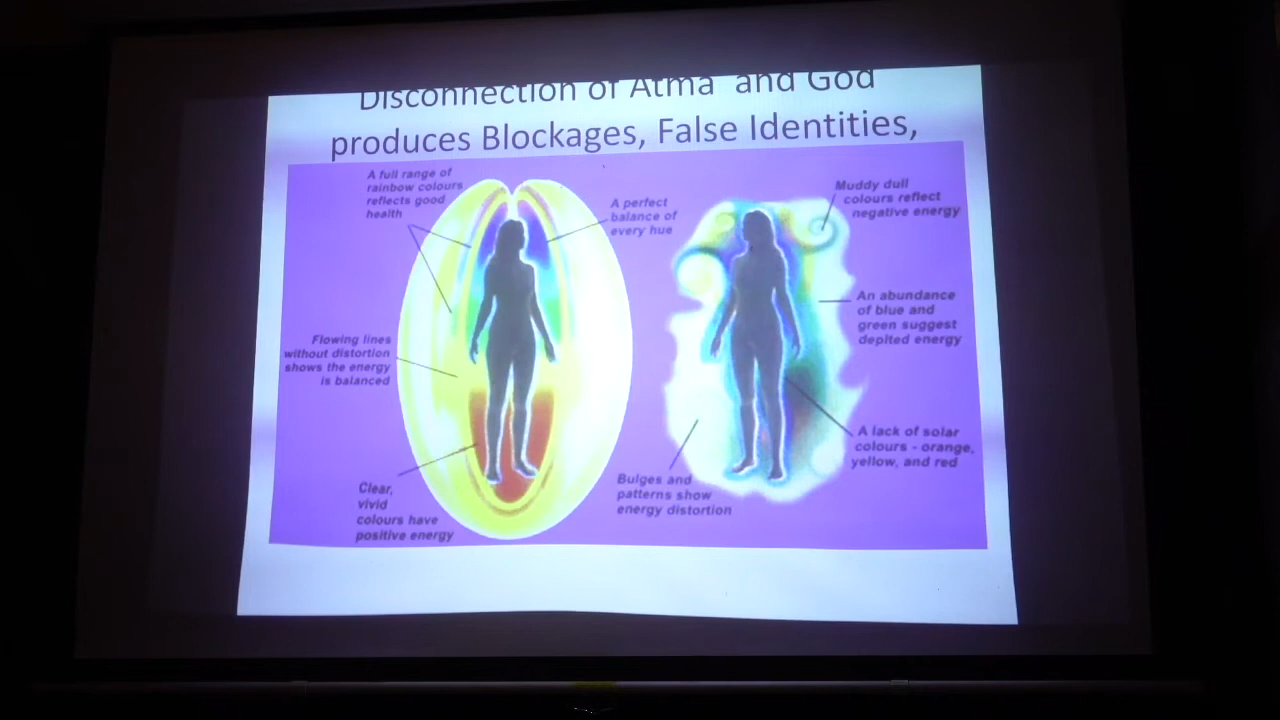 Disconnection of Atma and God
produces Blockages, False Identities,
A full range of
rainbow colours
reflects good
health
A perfect
balance of
every hue
Flowing lines
without distortion
shows the energy
is balanced
Clear,
vivid
colours have
positive energy
Muddy dull
colours reflect
negative energy
An abundance
of blue and
green suggest
deplted energy
A lack of solar
colours - orange,
yellow, and red
Bulges and
patterns show
energy distortion